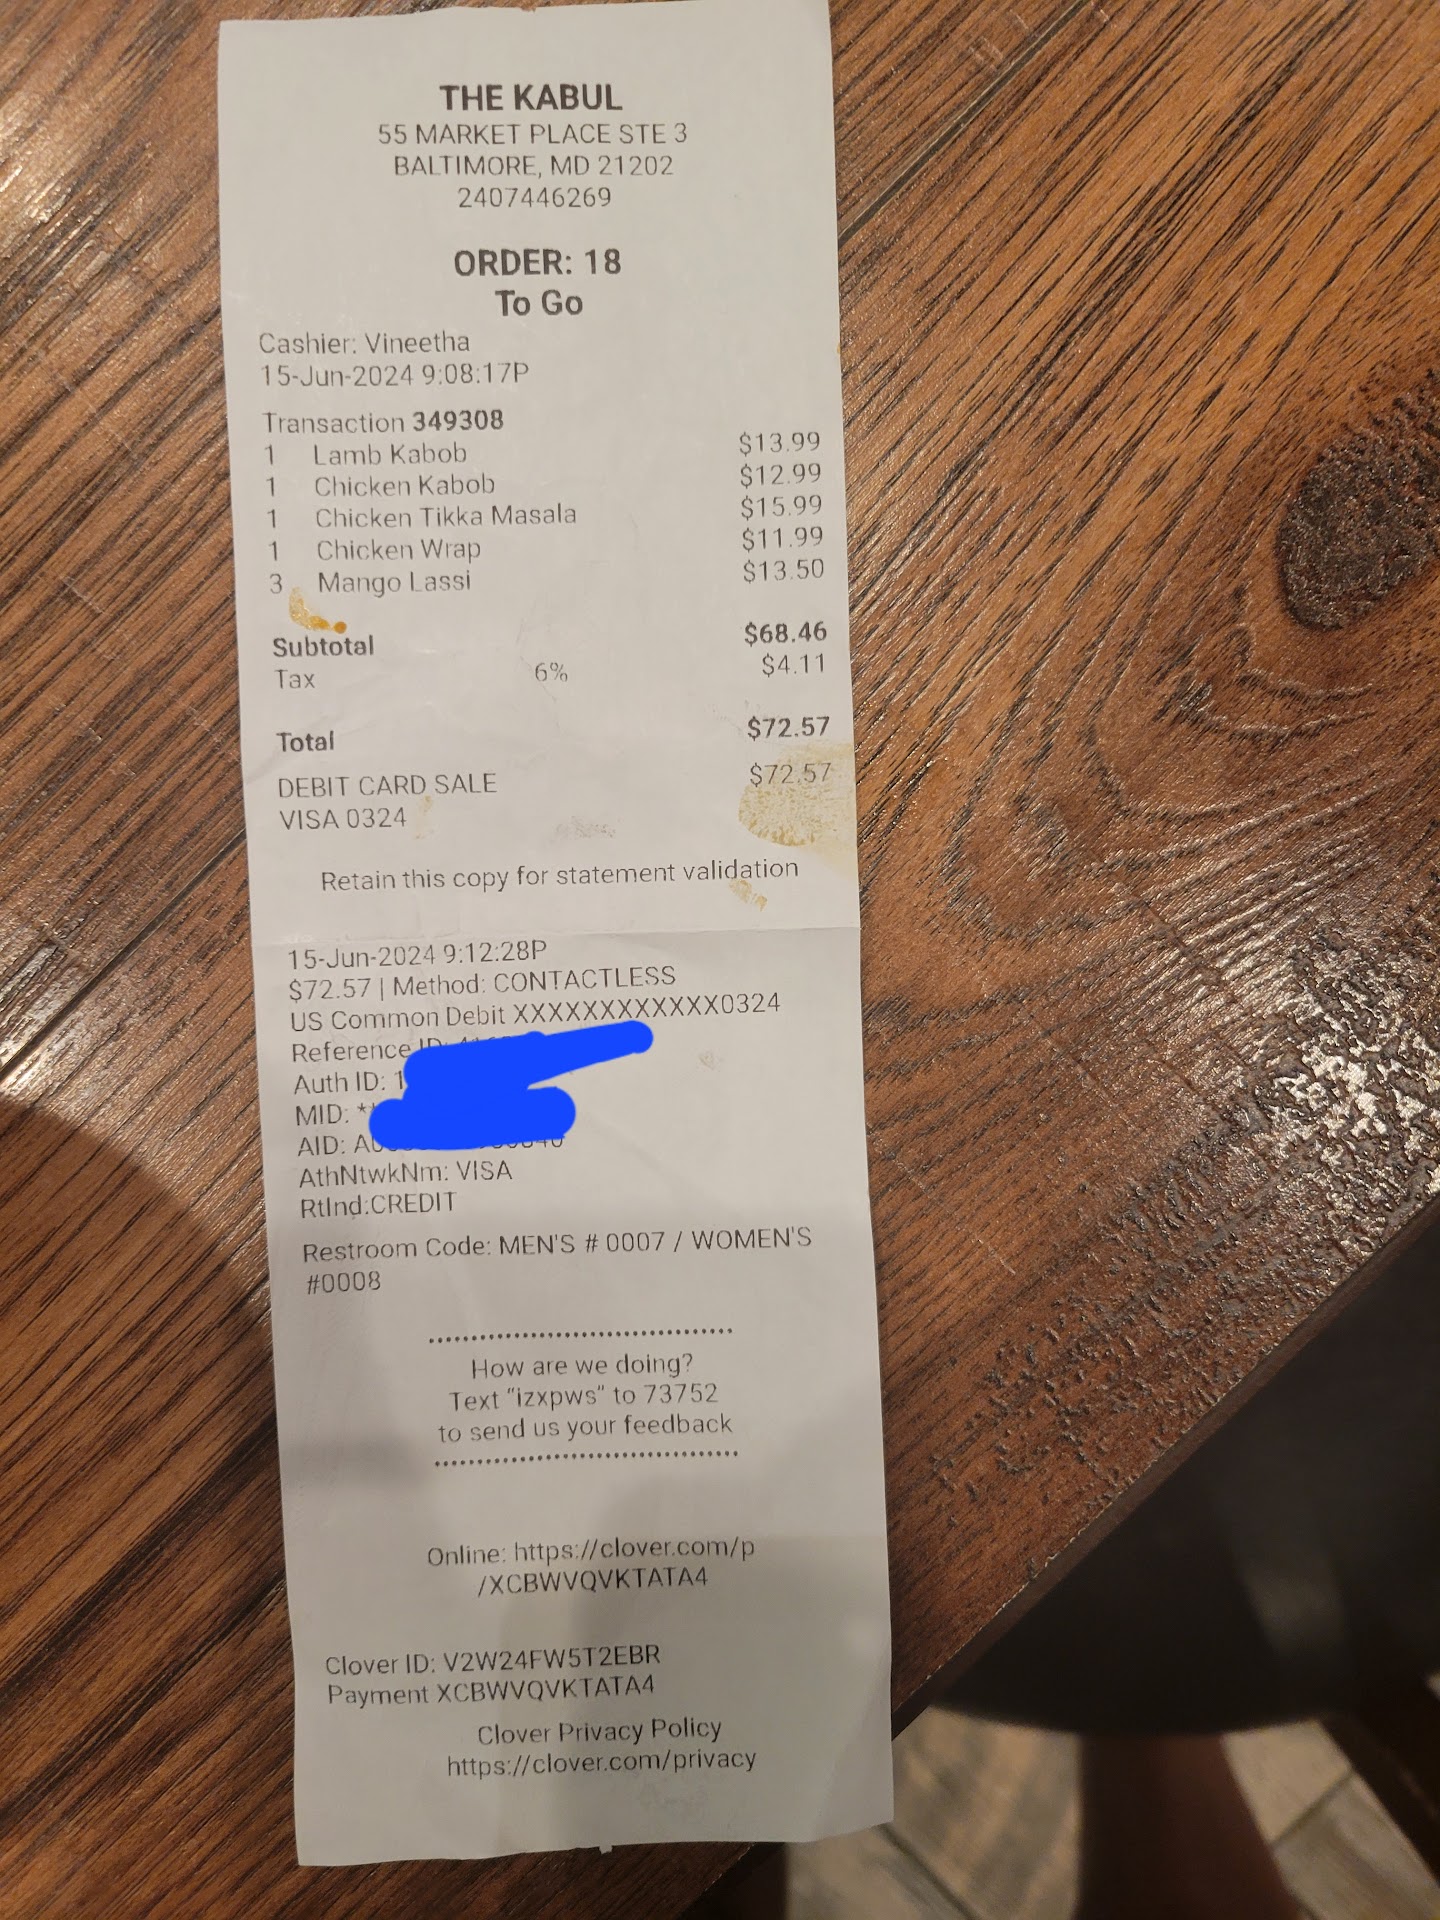 THE KABUL
55 MARKET PLACE STE 3
BALTIMORE, MD 21202
2407446269
ORDER: 18
To Go
Cashier: Vineetha
15-Jun-2024 9:08:17P
Transaction 349308
1 Lamb Kabob $13.99
1 Chicken Kabob $12.99
1 Chicken Tikka Masala $15.99
1 Chicken Wrap $11.99
3 Mango Lassi $13.50
Subtotal $68.46
Tax 6% $4.11
Total $72.57
DEBIT CARD SALE $72.57
VISA 0324
Retain this copy for statement validation
15-Jun-2024 9:12:28P
$72.57 | Method: CONTACTLESS
US Common Debit XXXXXXXXXXXX0324
Reference ID:
Auth ID: 1
MID: *
AID:
AthNtwkNm: VISA
RtInd:CREDIT
Restroom Code: MEN'S # 0007 / WOMEN'S
#0008
How are we doing?
Text "izxpws" to 73752
to send us your feedback
Online: https://clover.com/p
/XCBWVQVKTATA4
Clover ID: V2W24FW5T2EBR
Payment XCBWVQVKTATA4
Clover Privacy Policy
https://clover.com/privacy